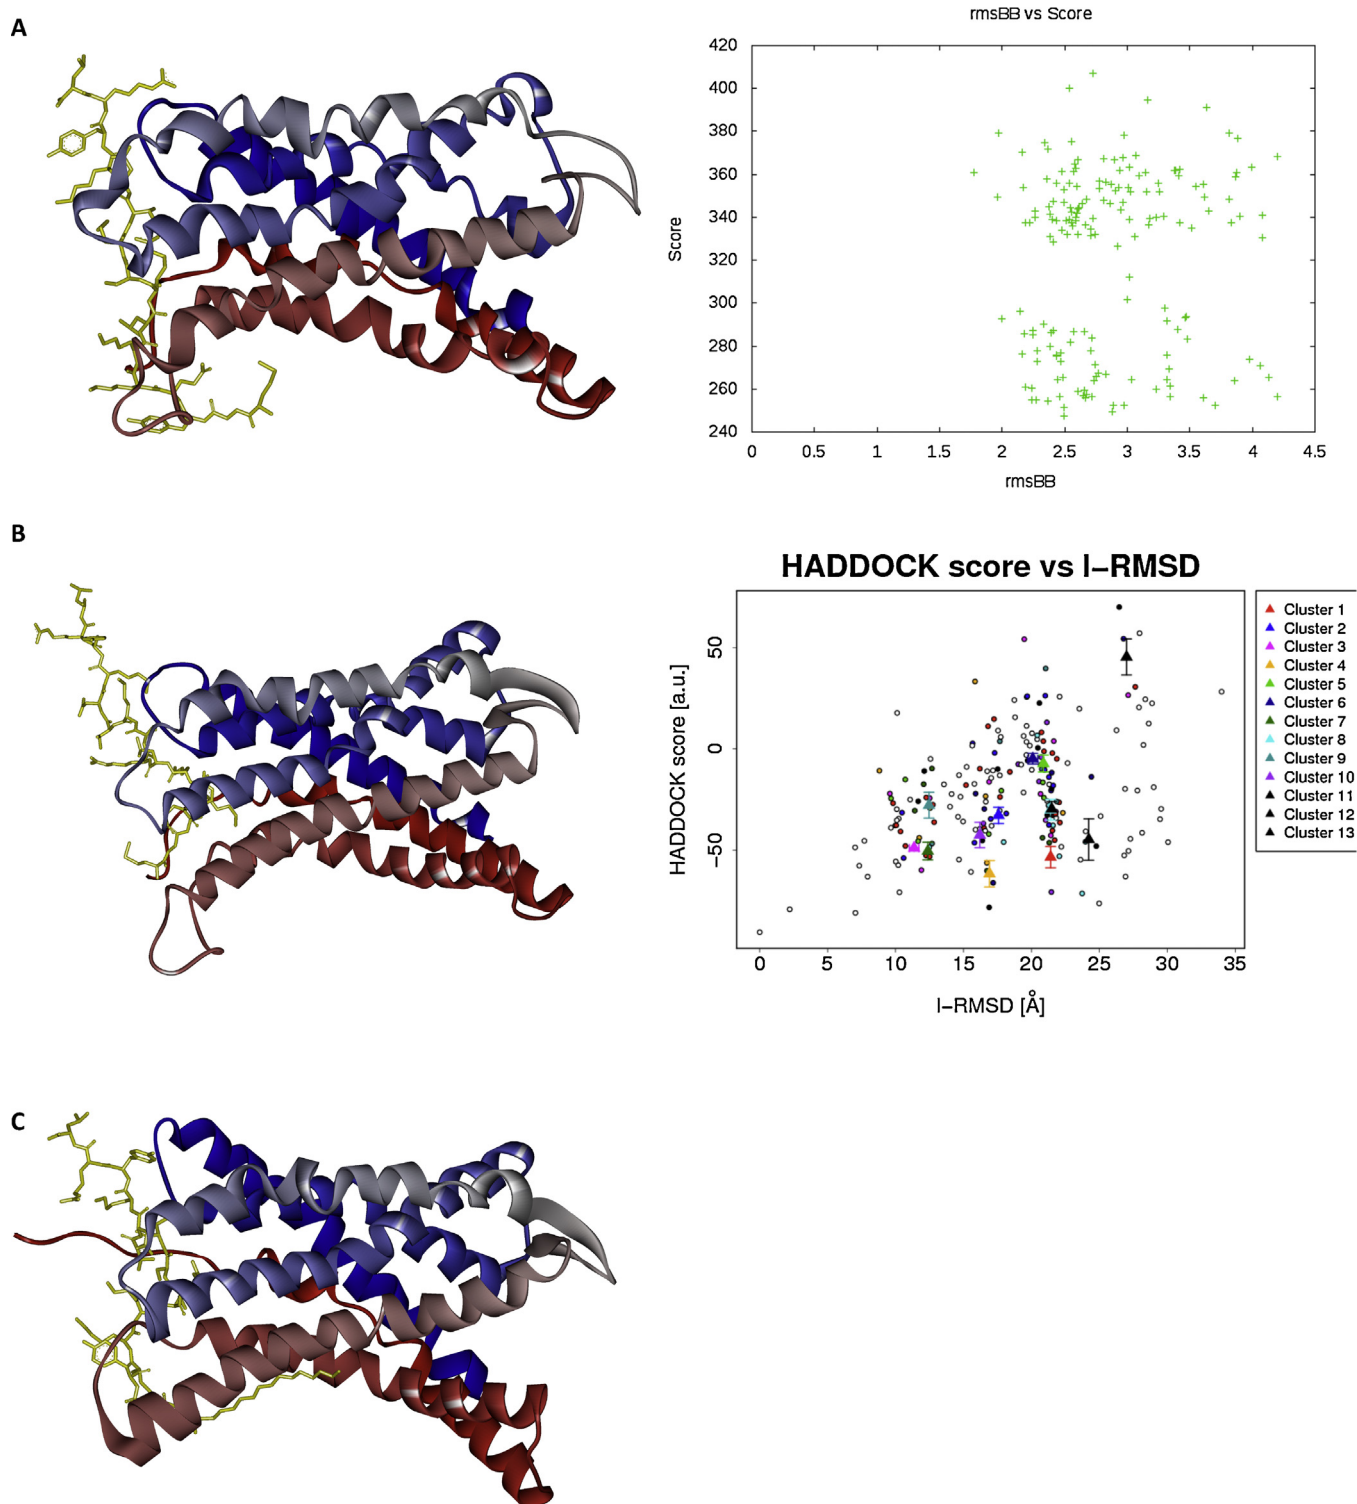 A
rmsBB vs Score
420
400
380
360
340
320
300
280
260
240
Score
0 0.5 1 1.5 2 2.5 3 3.5 4 4.5
rmsBB
B
HADDOCK score vs l-RMSD
50
0
-50
HADDOCK score [a.u.]
0 5 10 15 20 25 30 35
l-RMSD [Å]
Cluster 1
Cluster 2
Cluster 3
Cluster 4
Cluster 5
Cluster 6
Cluster 7
Cluster 8
Cluster 9
Cluster 10
Cluster 11
Cluster 12
Cluster 13
C